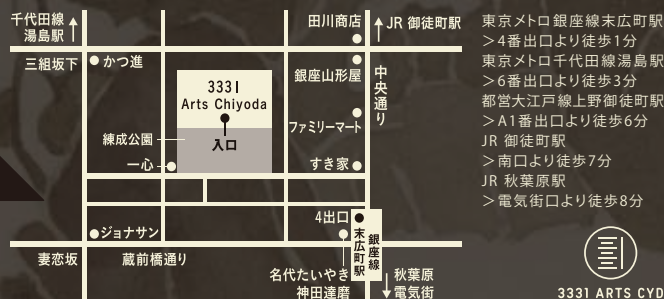 千代田線
湯島駅
三組坂下
かつ進
3331
Arts Chiyoda
入口
練成公園
一心
ジョナサン
妻恋坂
蔵前橋通り
田川商店
JR 御徒町駅
銀座山形屋
中央通り
ファミリーマート
すき家
4出口
末広町駅
銀座線
名代たいやき
神田達磨
秋葉原
電気街
東京メトロ銀座線末広町駅
>4番出口より徒歩1分
東京メトロ千代田線湯島駅
>6番出口より徒歩3分
都営大江戸線上野御徒町駅
>A1番出口より徒歩6分
JR 御徒町駅
>南口より徒歩7分
JR 秋葉原駅
>電気街口より徒歩8分
3331 ARTS CYD